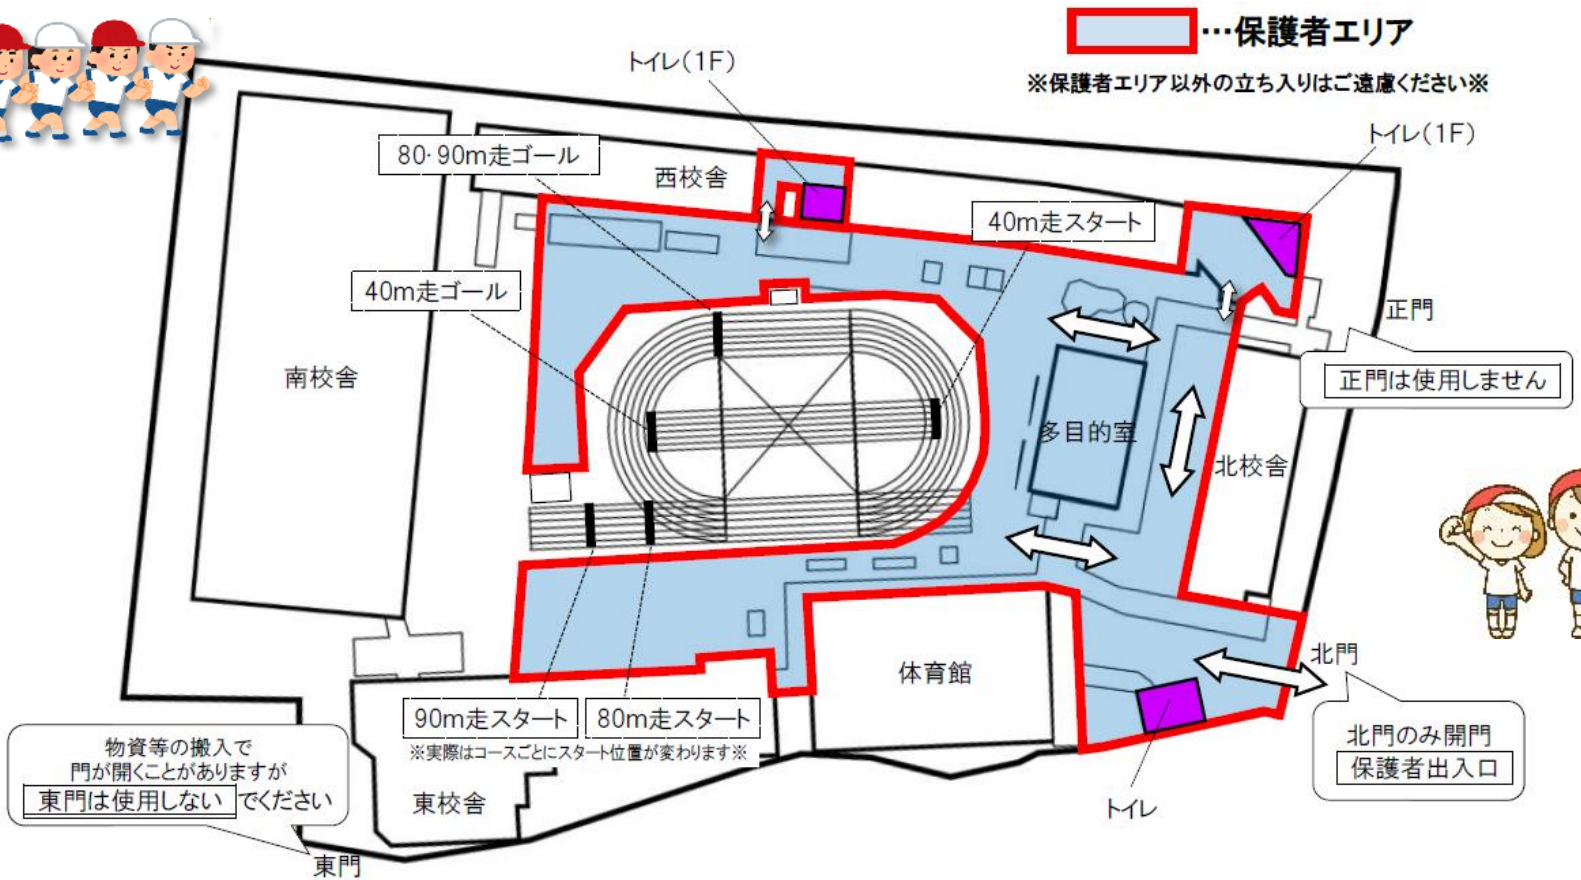 …保護者エリア
※保護者エリア以外の立ち入りはご遠慮ください※
トイレ(1F)
トイレ(1F)
80・90m走ゴール
西校舎
40m走スタート
40m走ゴール
正門
正門は使用しません
南校舎
多目的室
北校舎
体育館
北門
北門のみ開門
保護者出入口
90m走スタート
80m走スタート
※実際はコースごとにスタート位置が変わります※
物資等の搬入で
門が開くことがありますが
東門は使用しない でください
東校舎
トイレ
東門